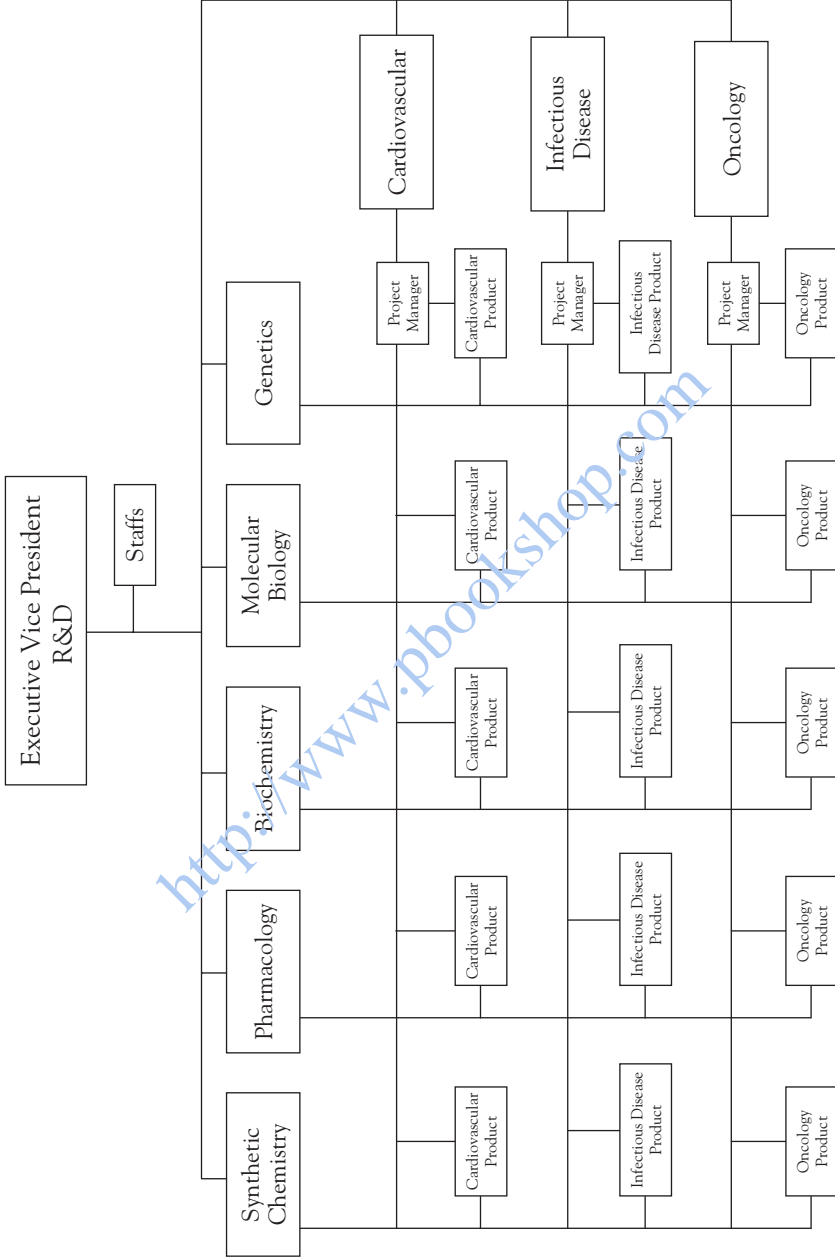 Executive Vice President
R&D
Staffs
Synthetic
Chemistry
Pharmacology
Biochemistry
Molecular
Biology
Genetics
Cardiovascular
Project
Manager
Cardiovascular
Product
Cardiovascular
Product
Cardiovascular
Product
Cardiovascular
Product
Cardiovascular
Product
Infectious
Disease
Project
Manager
Infectious Disease
Product
Infectious Disease
Product
Infectious Disease
Product
Infectious Disease
Product
Infectious
Disease Product
Oncology
Project
Manager
Oncology
Product
Oncology
Product
Oncology
Product
Oncology
Product
Oncology
Product
http://www.pbookshop.com